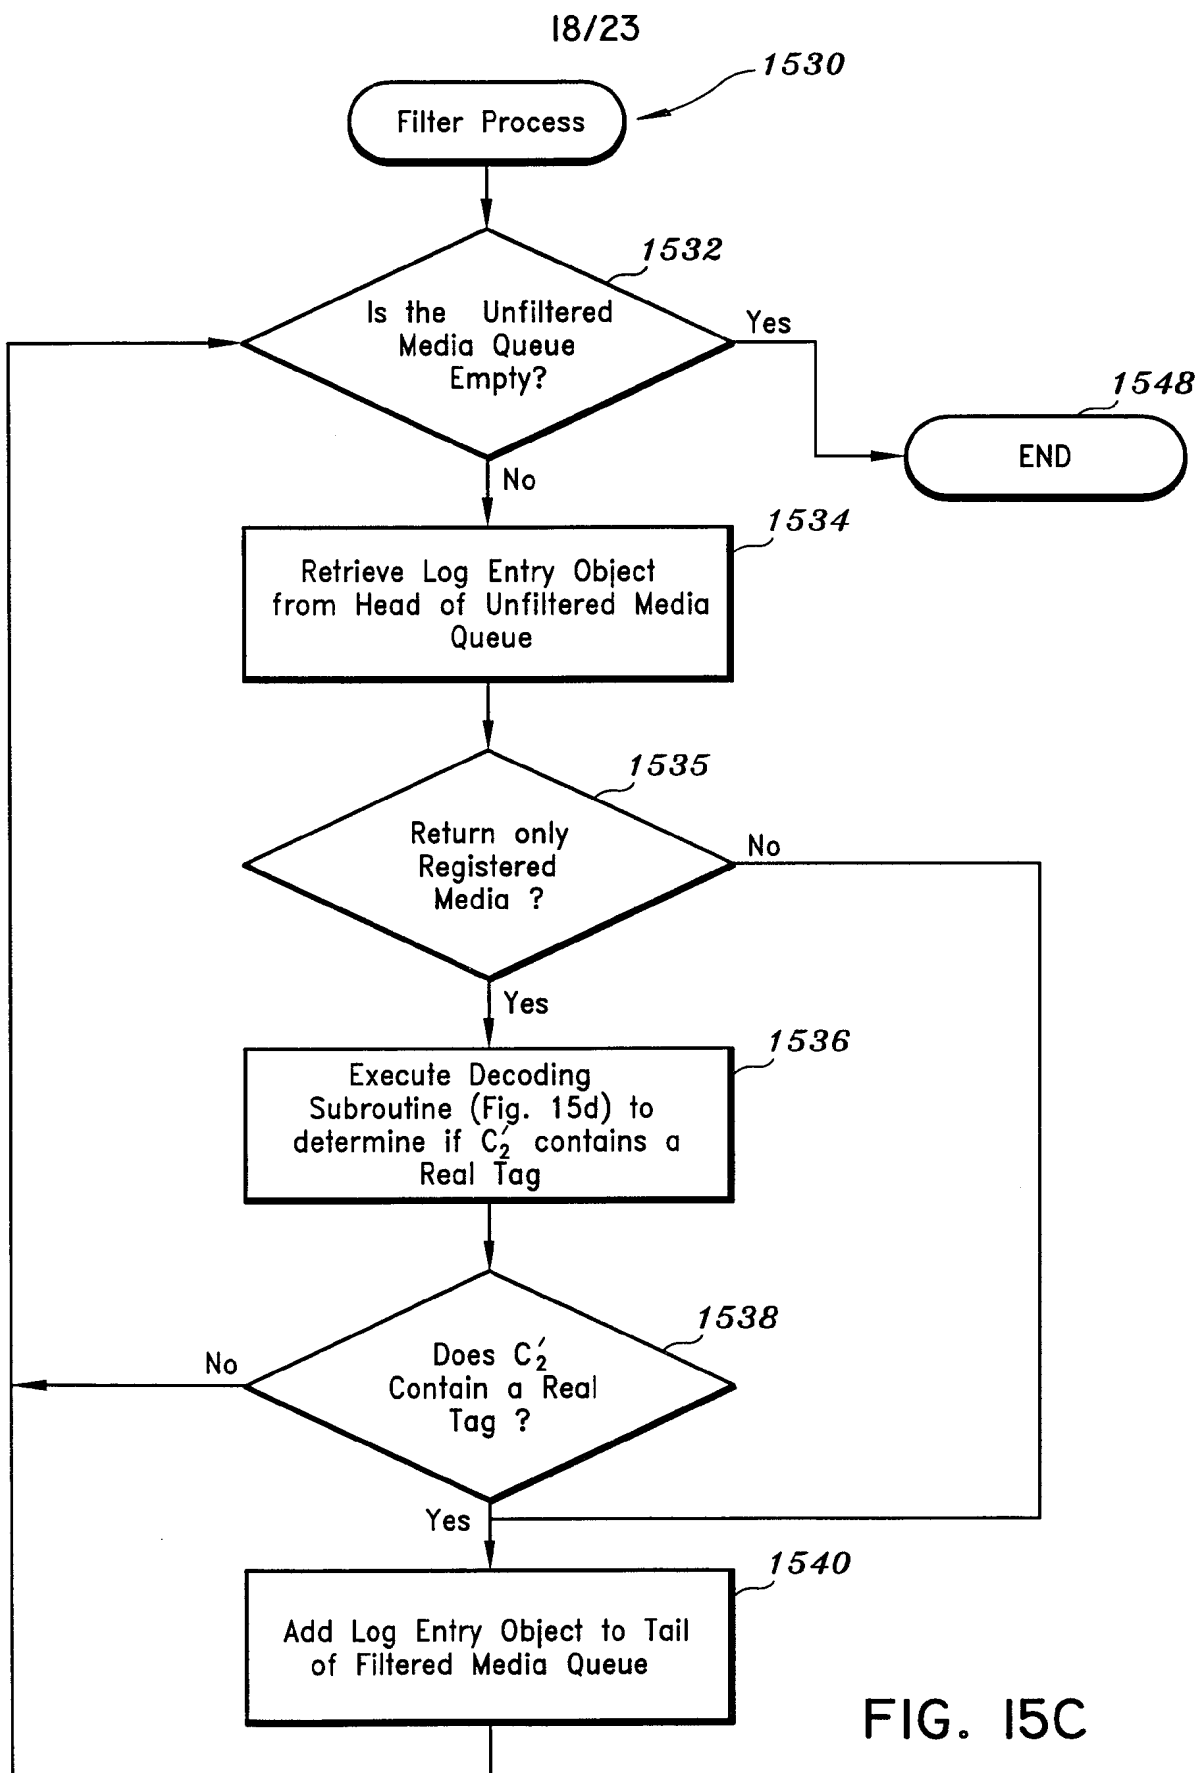 18/23
1530
Filter Process
1532
Is the Unfiltered
Media Queue
Empty?
Yes
1548
END
No
1534
Retrieve Log Entry Object
from Head of Unfiltered Media
Queue
1535
Return only
Registered
Media ?
No
Yes
1536
Execute Decoding
Subroutine (Fig. 15d) to
determine if C₂′ contains a
Real Tag
1538
Does C₂′
Contain a Real
Tag ?
No
Yes
1540
Add Log Entry Object to Tail
of Filtered Media Queue
FIG. 15C